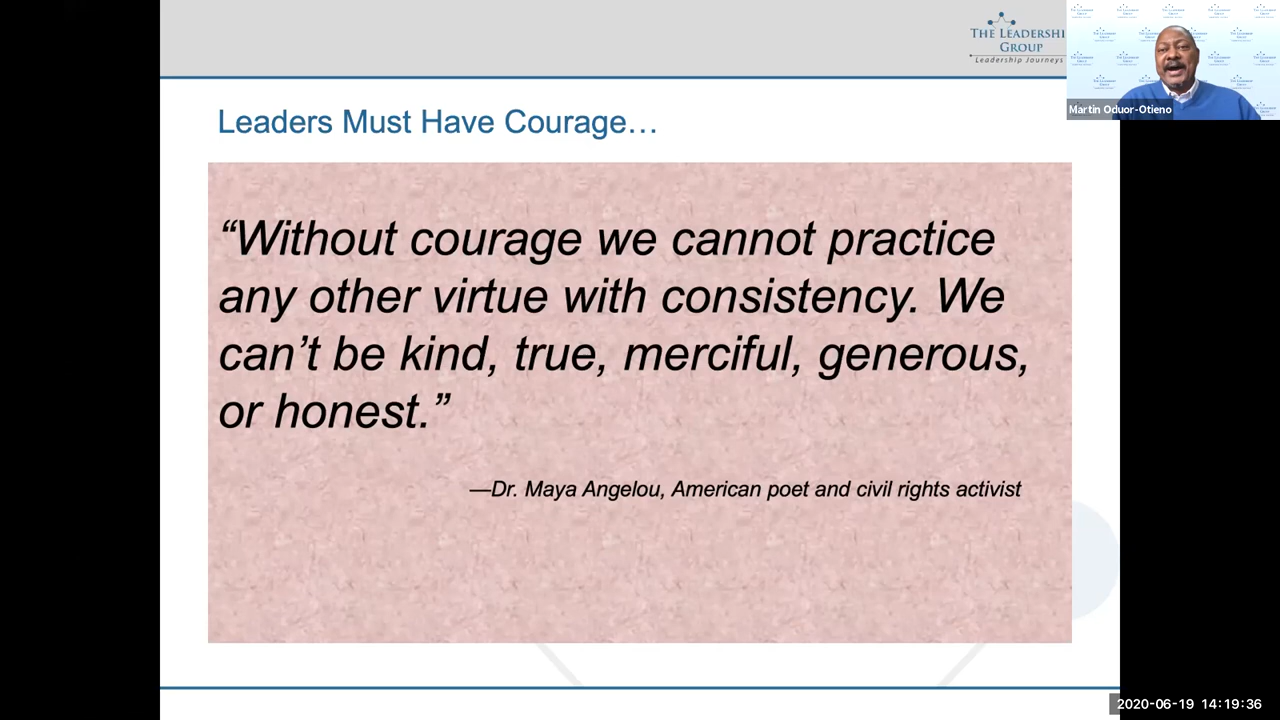 THE LEADERSHI
GROUP
Leadership Journeys
Martin Oduor-Otieno
Leaders Must Have Courage…
“Without courage we cannot practice
any other virtue with consistency. We
can’t be kind, true, merciful, generous,
or honest.”
—Dr. Maya Angelou, American poet and civil rights activist
2020-06-19 14:19:36